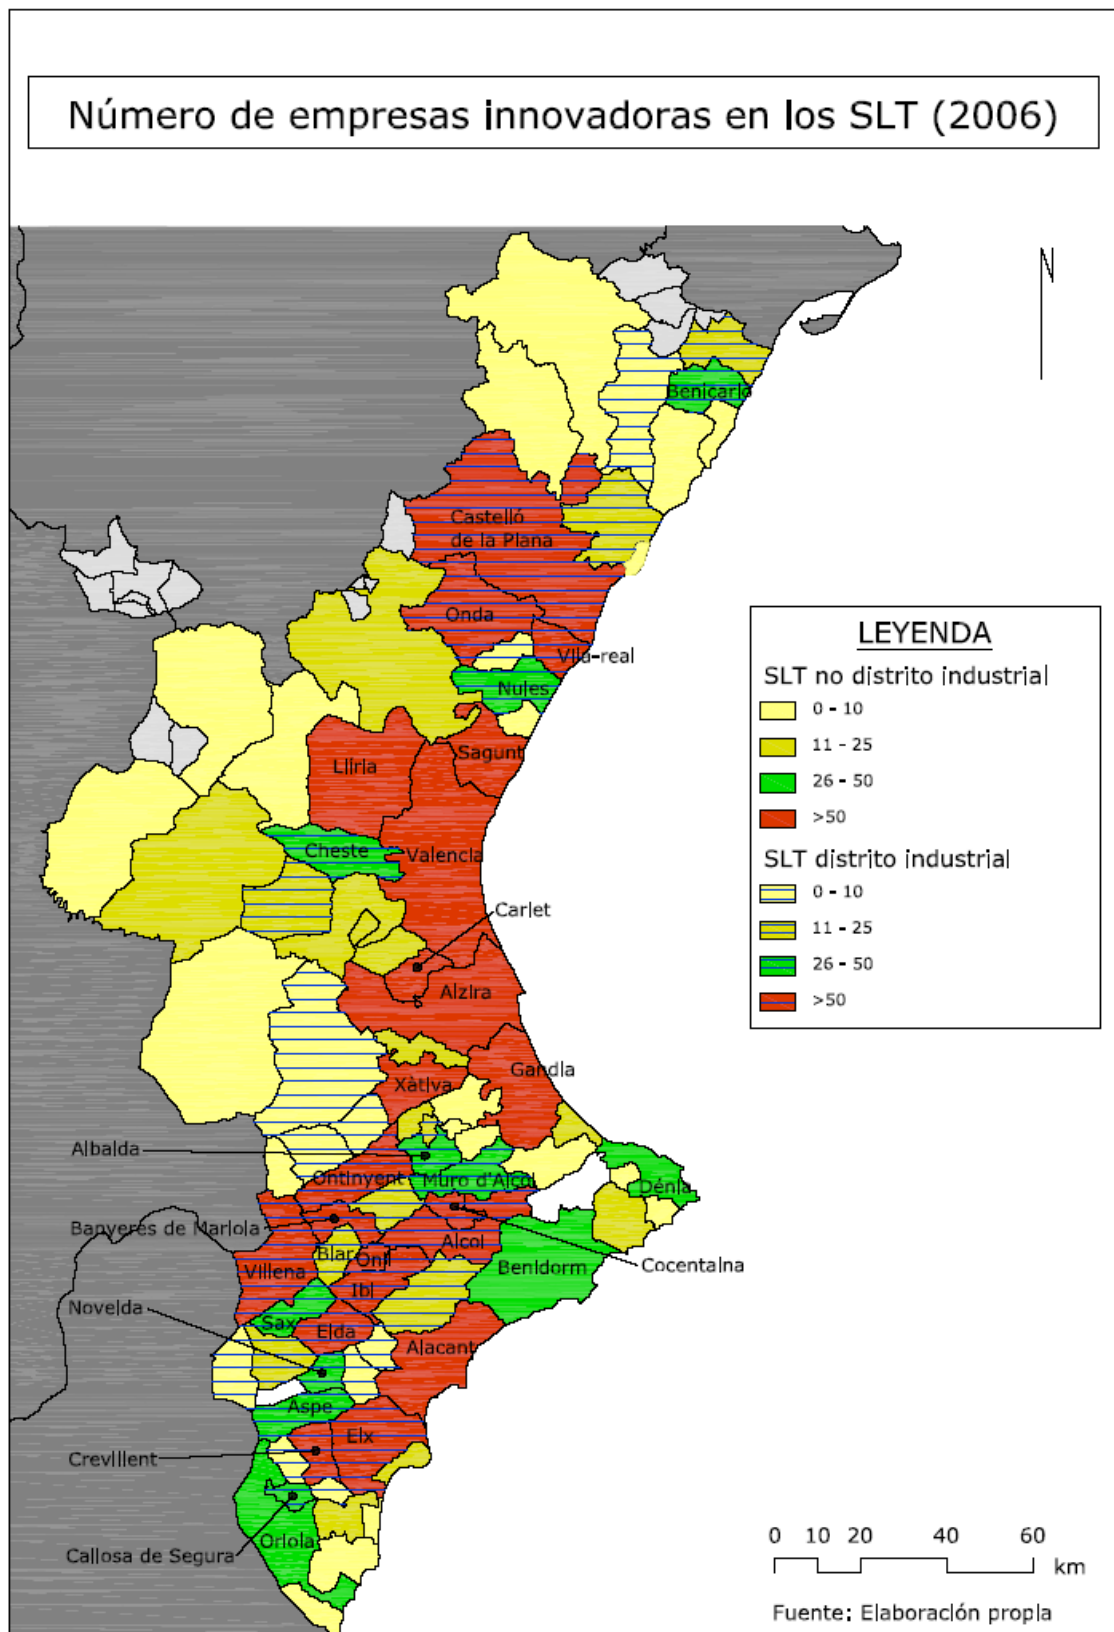 Número de empresas innovadoras en los SLT (2006)
N
Benicarló
Castelló
de la Plana
Onda
Vila-real
Nules
Sagunt
Llíria
Cheste
Valencia
Carlet
Alzira
Gandia
Xàtiva
Albaida
Ontinyent
Muro d'Alcoi
Dénia
Banyeres de Mariola
Alcoi
Cocentaina
Biar
Onil
Villena
Benidorm
Ibi
Novelda
Sax
Elda
Alacant
Aspe
Elx
Crevillent
Oriola
Callosa de Segura
LEYENDA
SLT no distrito industrial
0 - 10
11 - 25
26 - 50
>50
SLT distrito industrial
0 - 10
11 - 25
26 - 50
>50
0 10 20 40 60
km
Fuente: Elaboración propia